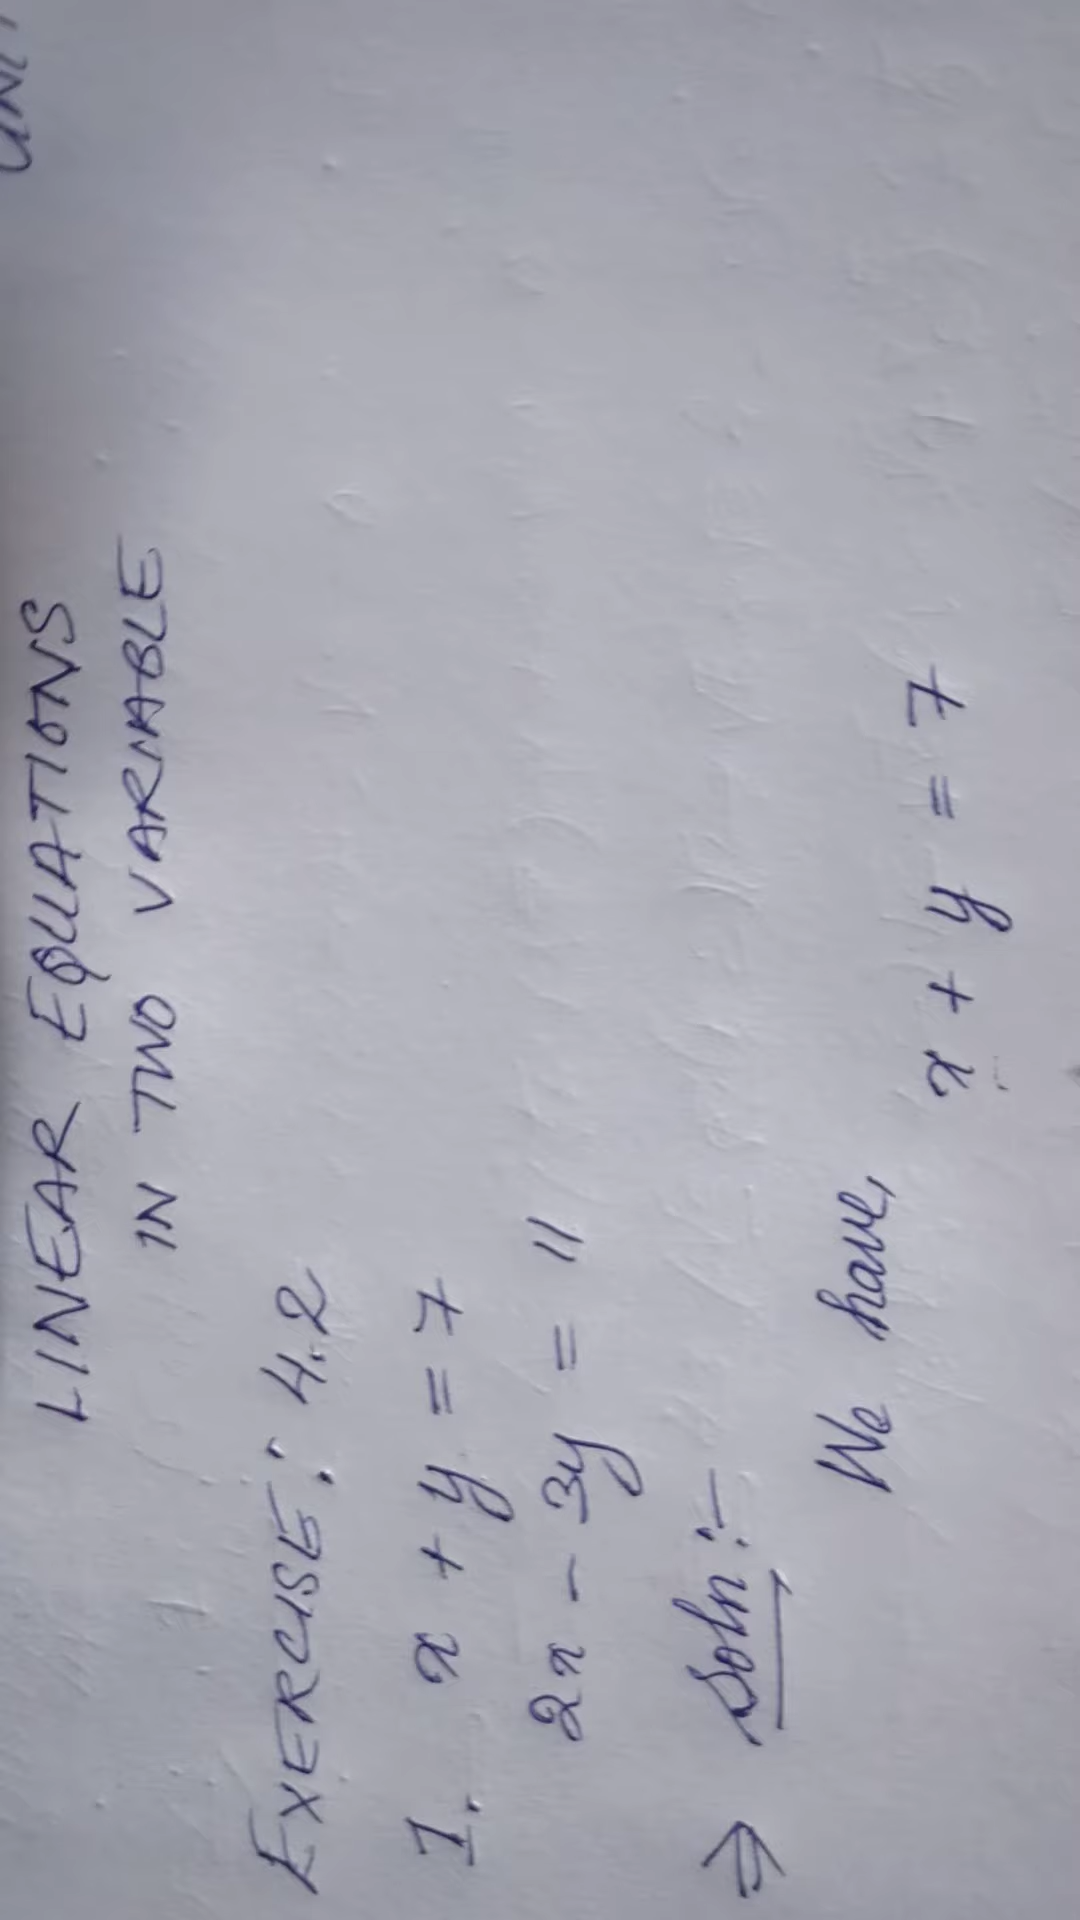 LINEAR EQUATIONS
IN TWO VARIABLE
EXERCISE: 4.2
1. x + y = 7
2x - 3y = 11
→ Soln :-
We have,
x + y = 7